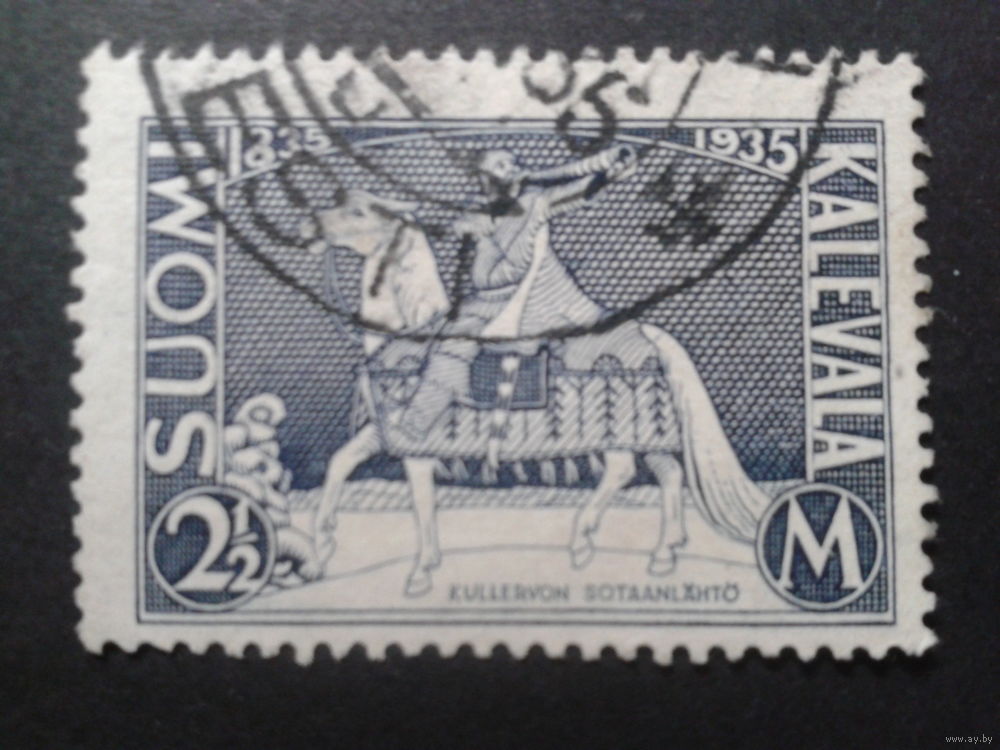 1835
1935
SUOMI
KALEVALA
2½
M
KULLERVON SOTAANLÄHTÖ
www.ay.by